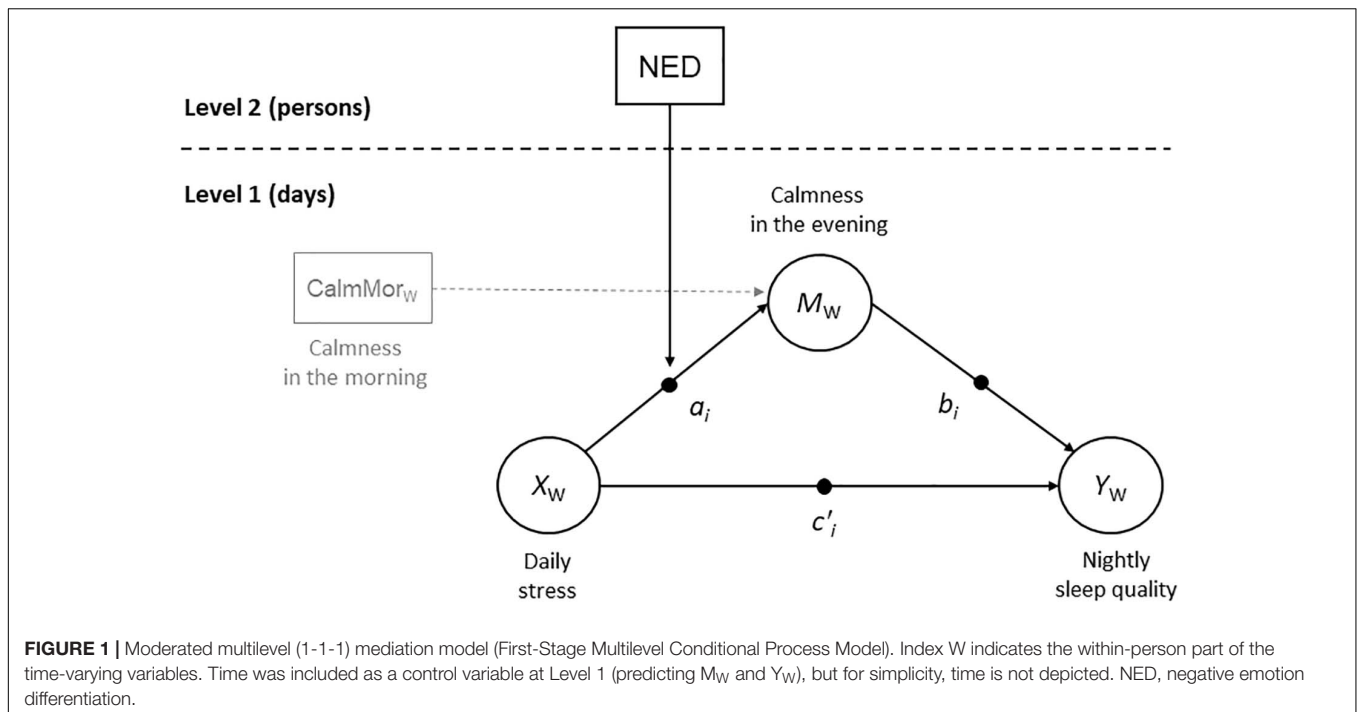 NED
Level 2 (persons)
Level 1 (days)
Calmness
in the evening
CalmMorW
MW
Calmness
in the morning
ai
bi
XW
YW
c′i
Daily
stress
Nightly
sleep quality
FIGURE 1 | Moderated multilevel (1-1-1) mediation model (First-Stage Multilevel Conditional Process Model). Index W indicates the within-person part of the
time-varying variables. Time was included as a control variable at Level 1 (predicting MW and YW), but for simplicity, time is not depicted. NED, negative emotion
differentiation.